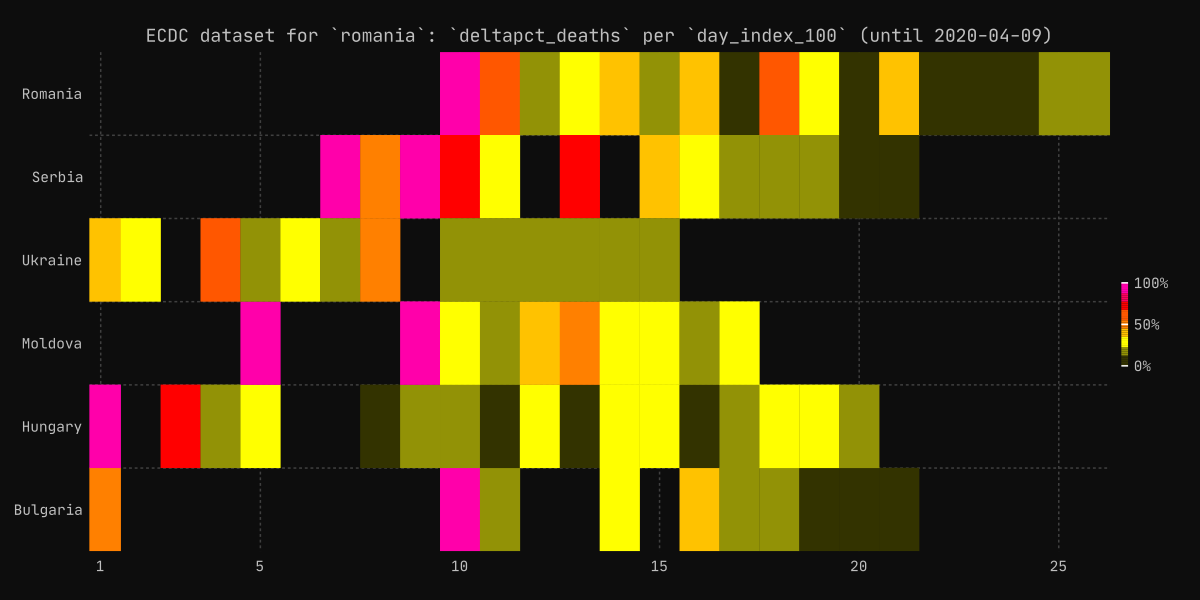 ECDC dataset for `romania`: `deltapct_deaths` per `day_index_100` (until 2020-04-09)
Romania
Serbia
Ukraine
Moldova
Hungary
Bulgaria
100%
50%
0%
1 5 10 15 20 25